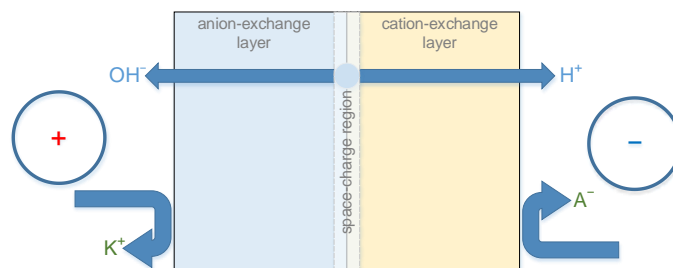 anion-exchange
layer
cation-exchange
layer
OH⁻
H⁺
+
−
space-charge region
K⁺
A⁻